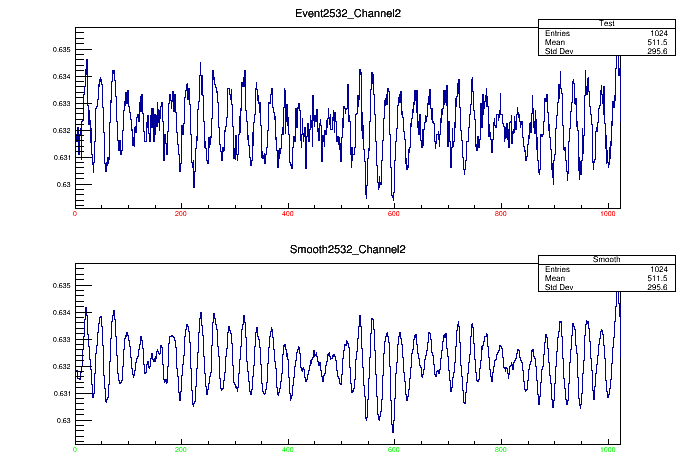 Event2532_Channel2
Test
Entries 1024
Mean 511.5
Std Dev 295.6
0.635
0.634
0.633
0.632
0.631
0.63
0 200 400 600 800 1000
Smooth2532_Channel2
Smooth
Entries 1024
Mean 511.5
Std Dev 295.6
0.635
0.634
0.633
0.632
0.631
0.63
0 200 400 600 800 1000